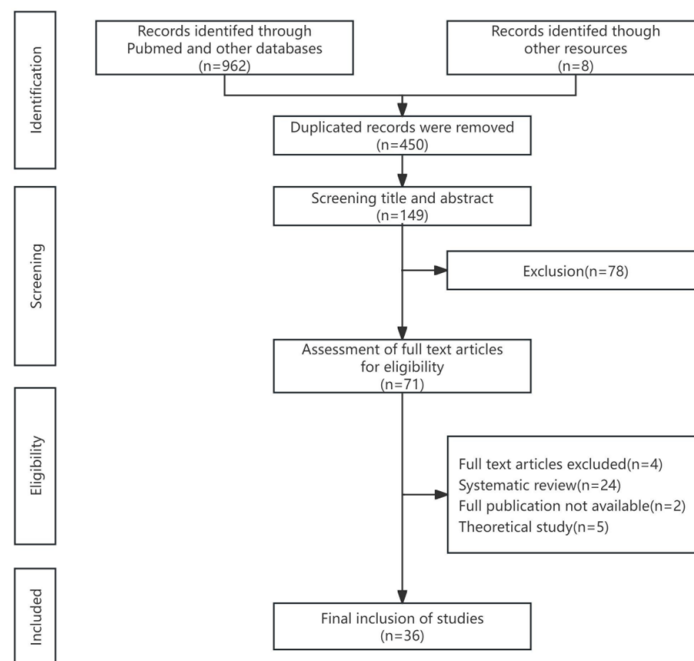 Identification
Records identifed through
Pubmed and other databases
(n=962)
Records identifed though
other resources
(n=8)
Duplicated records were removed
(n=450)
Screening
Screening title and abstract
(n=149)
Exclusion(n=78)
Assessment of full text articles
for eligibility
(n=71)
Eligibility
Full text articles excluded(n=4)
Systematic review(n=24)
Full publication not available(n=2)
Theoretical study(n=5)
Included
Final inclusion of studies
(n=36)